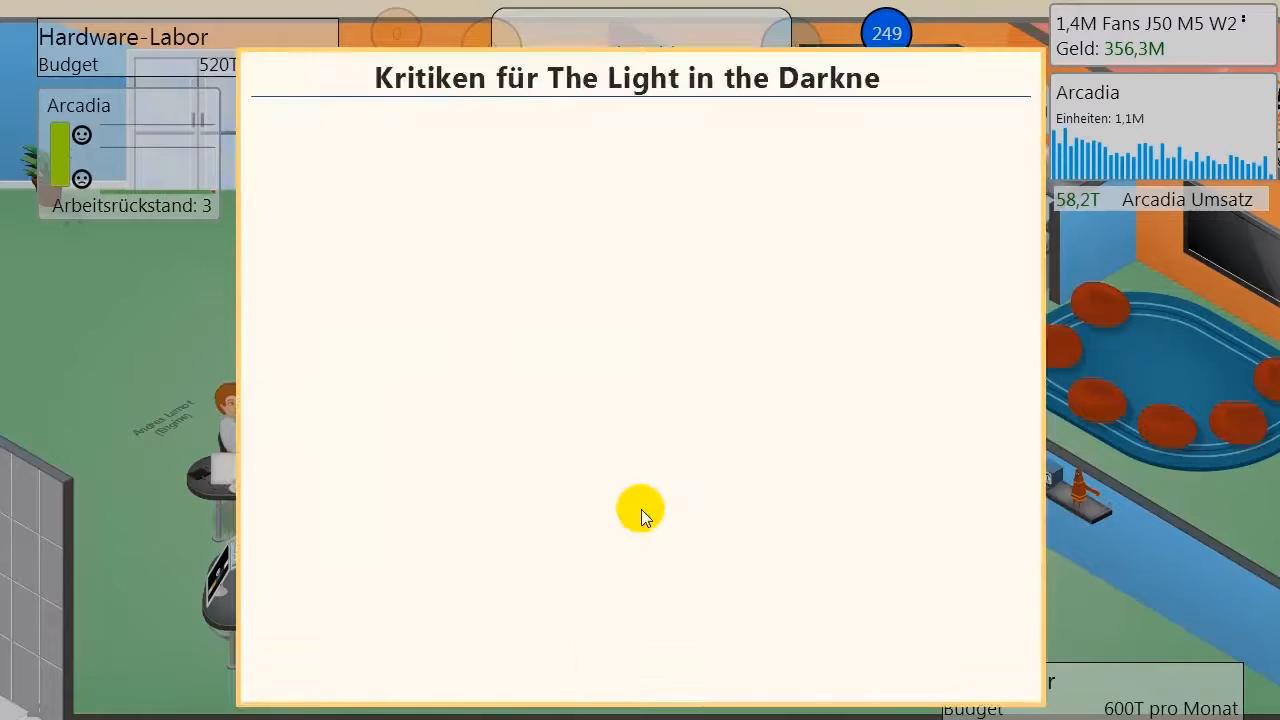 Hardware-Labor
Budget 520T
Arcadia
Arbeitsrückstand: 3
0
249
1,4M Fans J50 M5 W2
Geld: 356,3M
Arcadia
Einheiten: 1,1M
58,2T Arcadia Umsatz
Kritiken für The Light in the Darkne
r
Budget 600T pro Monat